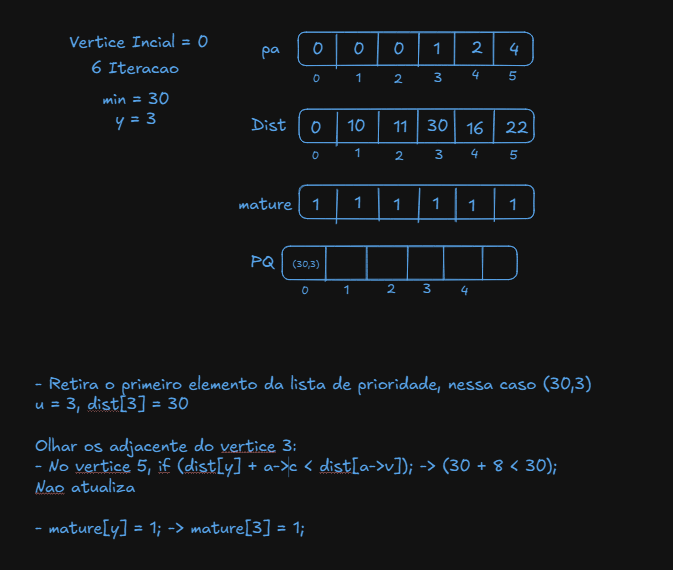 Vertice Incial = 0
6 Iteracao
min = 30
y = 3
pa 0 0 0 1 2 4
0 1 2 3 4 5
Dist 0 10 11 30 16 22
0 1 2 3 4 5
mature 1 1 1 1 1 1
PQ (30,3)
0 1 2 3 4
- Retira o primeiro elemento da lista de prioridade, nessa caso (30,3)
u = 3, dist[3] = 30
Olhar os adjacente do vertice 3:
- No vertice 5, if (dist[y] + a->c < dist[a->v]); -> (30 + 8 < 30);
Nao atualiza
- mature[y] = 1; -> mature[3] = 1;